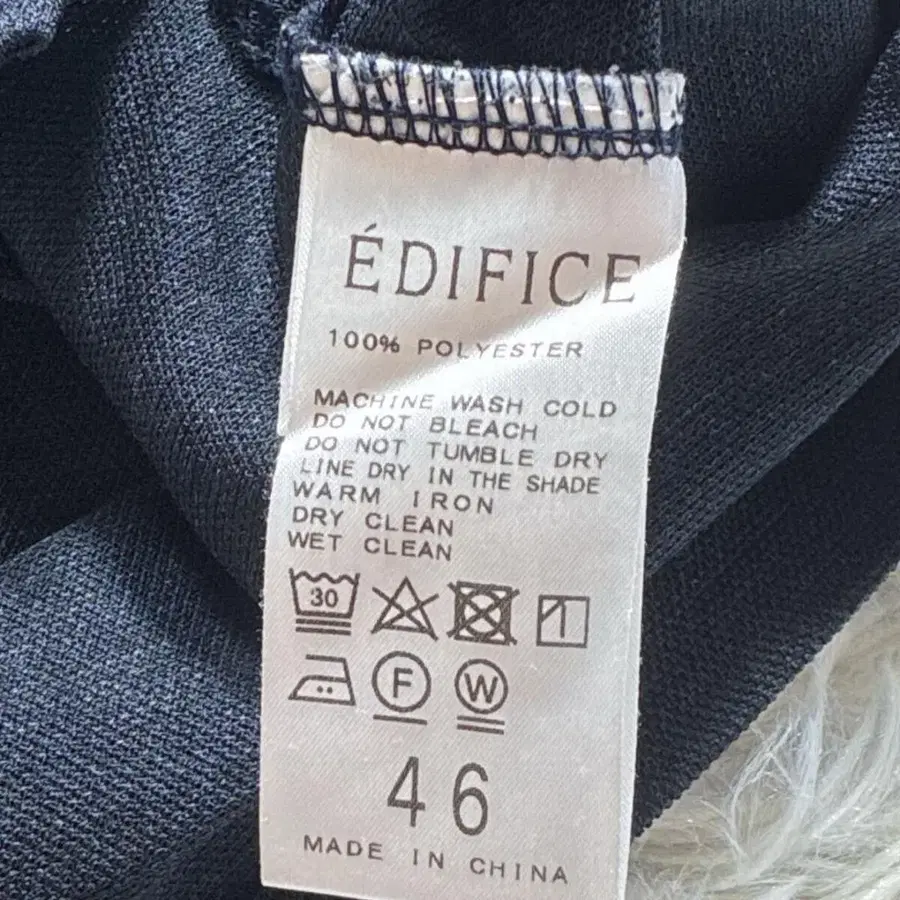 ÉDIFICE
100% POLYESTER
MACHINE WASH COLD
DO NOT BLEACH
DO NOT TUMBLE DRY
LINE DRY IN THE SHADE
WARM IRON
DRY CLEAN
WET CLEAN
30
F W
46
MADE IN CHINA